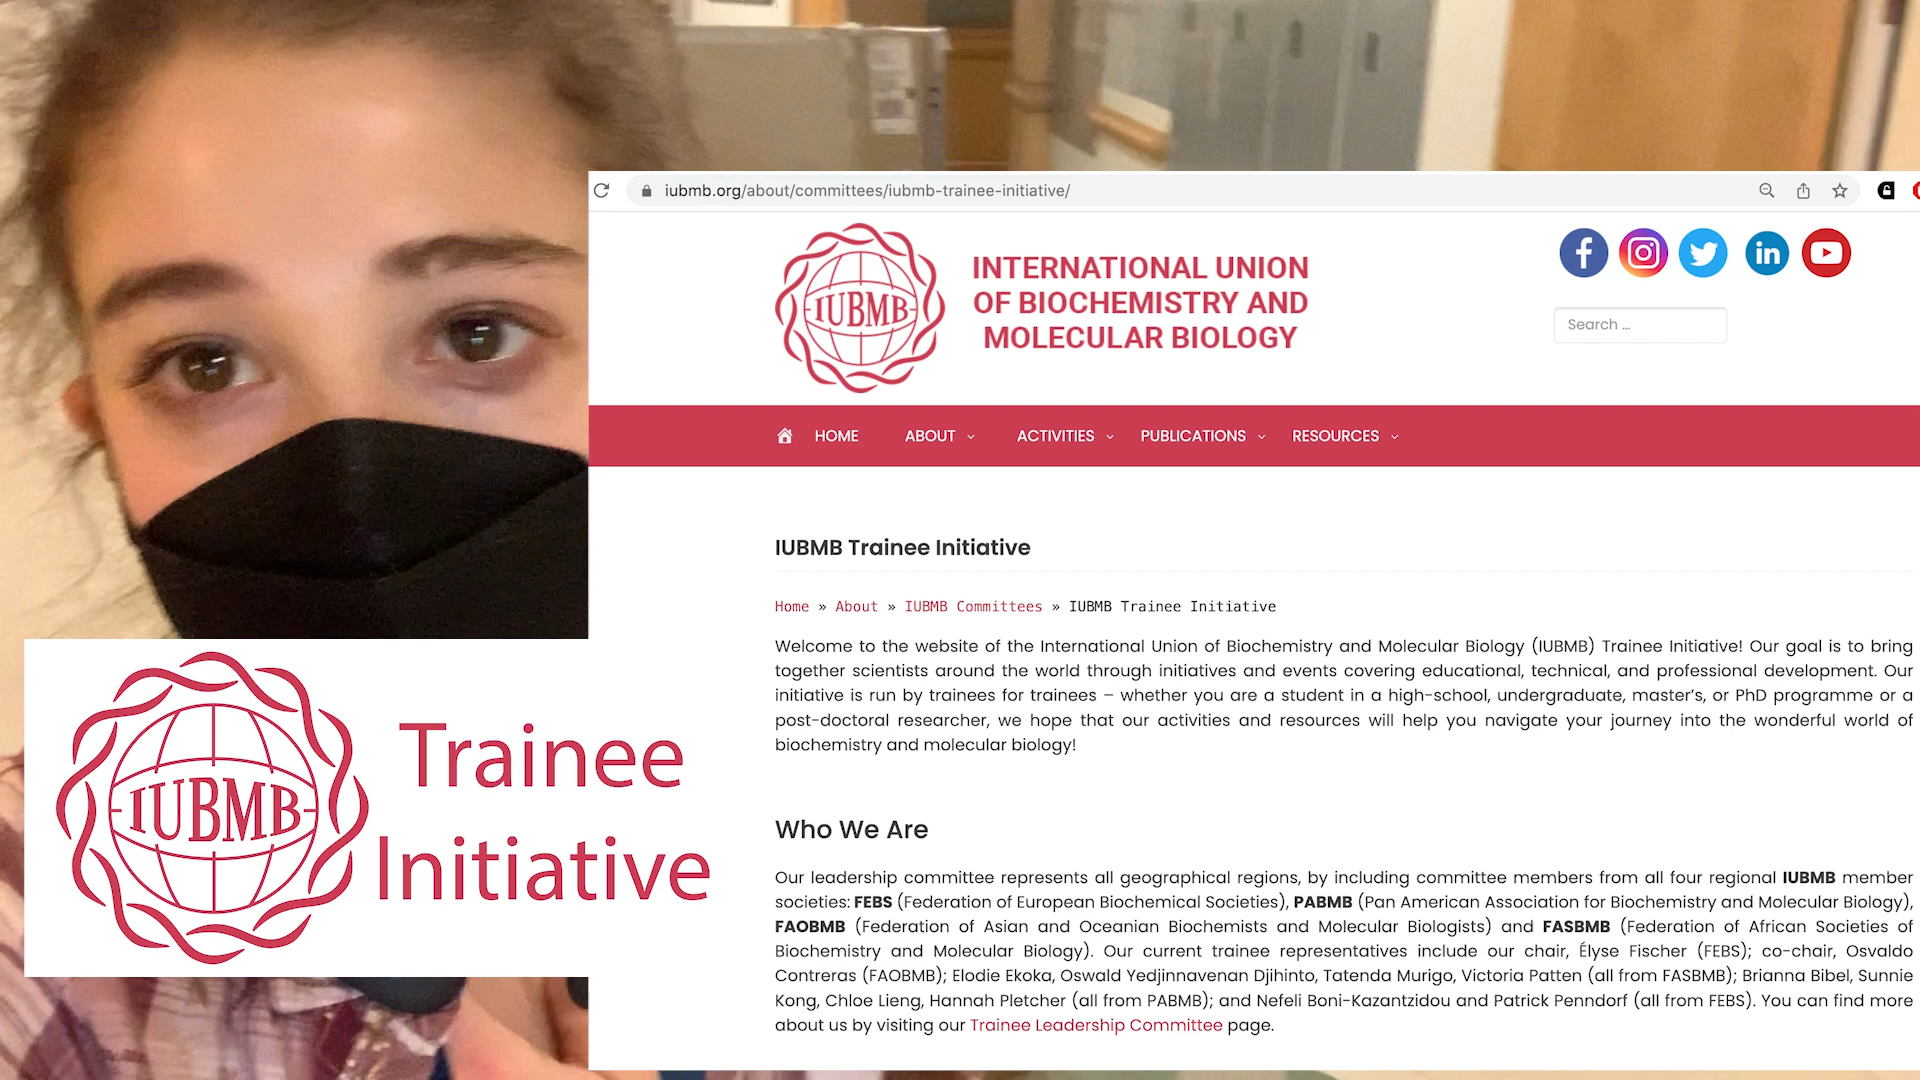 iubmb.org/about/committees/iubmb-trainee-initiative/
IUBMB
INTERNATIONAL UNION
OF BIOCHEMISTRY AND
MOLECULAR BIOLOGY
Search ...
HOME ABOUT ACTIVITIES PUBLICATIONS RESOURCES
IUBMB Trainee Initiative
Home » About » IUBMB Committees » IUBMB Trainee Initiative
Welcome to the website of the International Union of Biochemistry and Molecular Biology (IUBMB) Trainee Initiative! Our goal is to bring
together scientists around the world through initiatives and events covering educational, technical, and professional development. Our
initiative is run by trainees for trainees – whether you are a student in a high-school, undergraduate, master's, or PhD programme or a
post-doctoral researcher, we hope that our activities and resources will help you navigate your journey into the wonderful world of
biochemistry and molecular biology!
Who We Are
Our leadership committee represents all geographical regions, by including committee members from all four regional IUBMB member
societies: FEBS (Federation of European Biochemical Societies), PABMB (Pan American Association for Biochemistry and Molecular Biology),
FAOBMB (Federation of Asian and Oceanian Biochemists and Molecular Biologists) and FASBMB (Federation of African Societies of
Biochemistry and Molecular Biology). Our current trainee representatives include our chair, Élyse Fischer (FEBS); co-chair, Osvaldo
Contreras (FAOBMB); Elodie Ekoka, Oswald Yedjinnavenan Djihinto, Tatenda Murigo, Victoria Patten (all from FASBMB); Brianna Bibel, Sunnie
Kong, Chloe Lieng, Hannah Pletcher (all from PABMB); and Nefeli Boni-Kazantzidou and Patrick Penndorf (all from FEBS). You can find more
about us by visiting our Trainee Leadership Committee page.
IUBMB
Trainee
Initiative